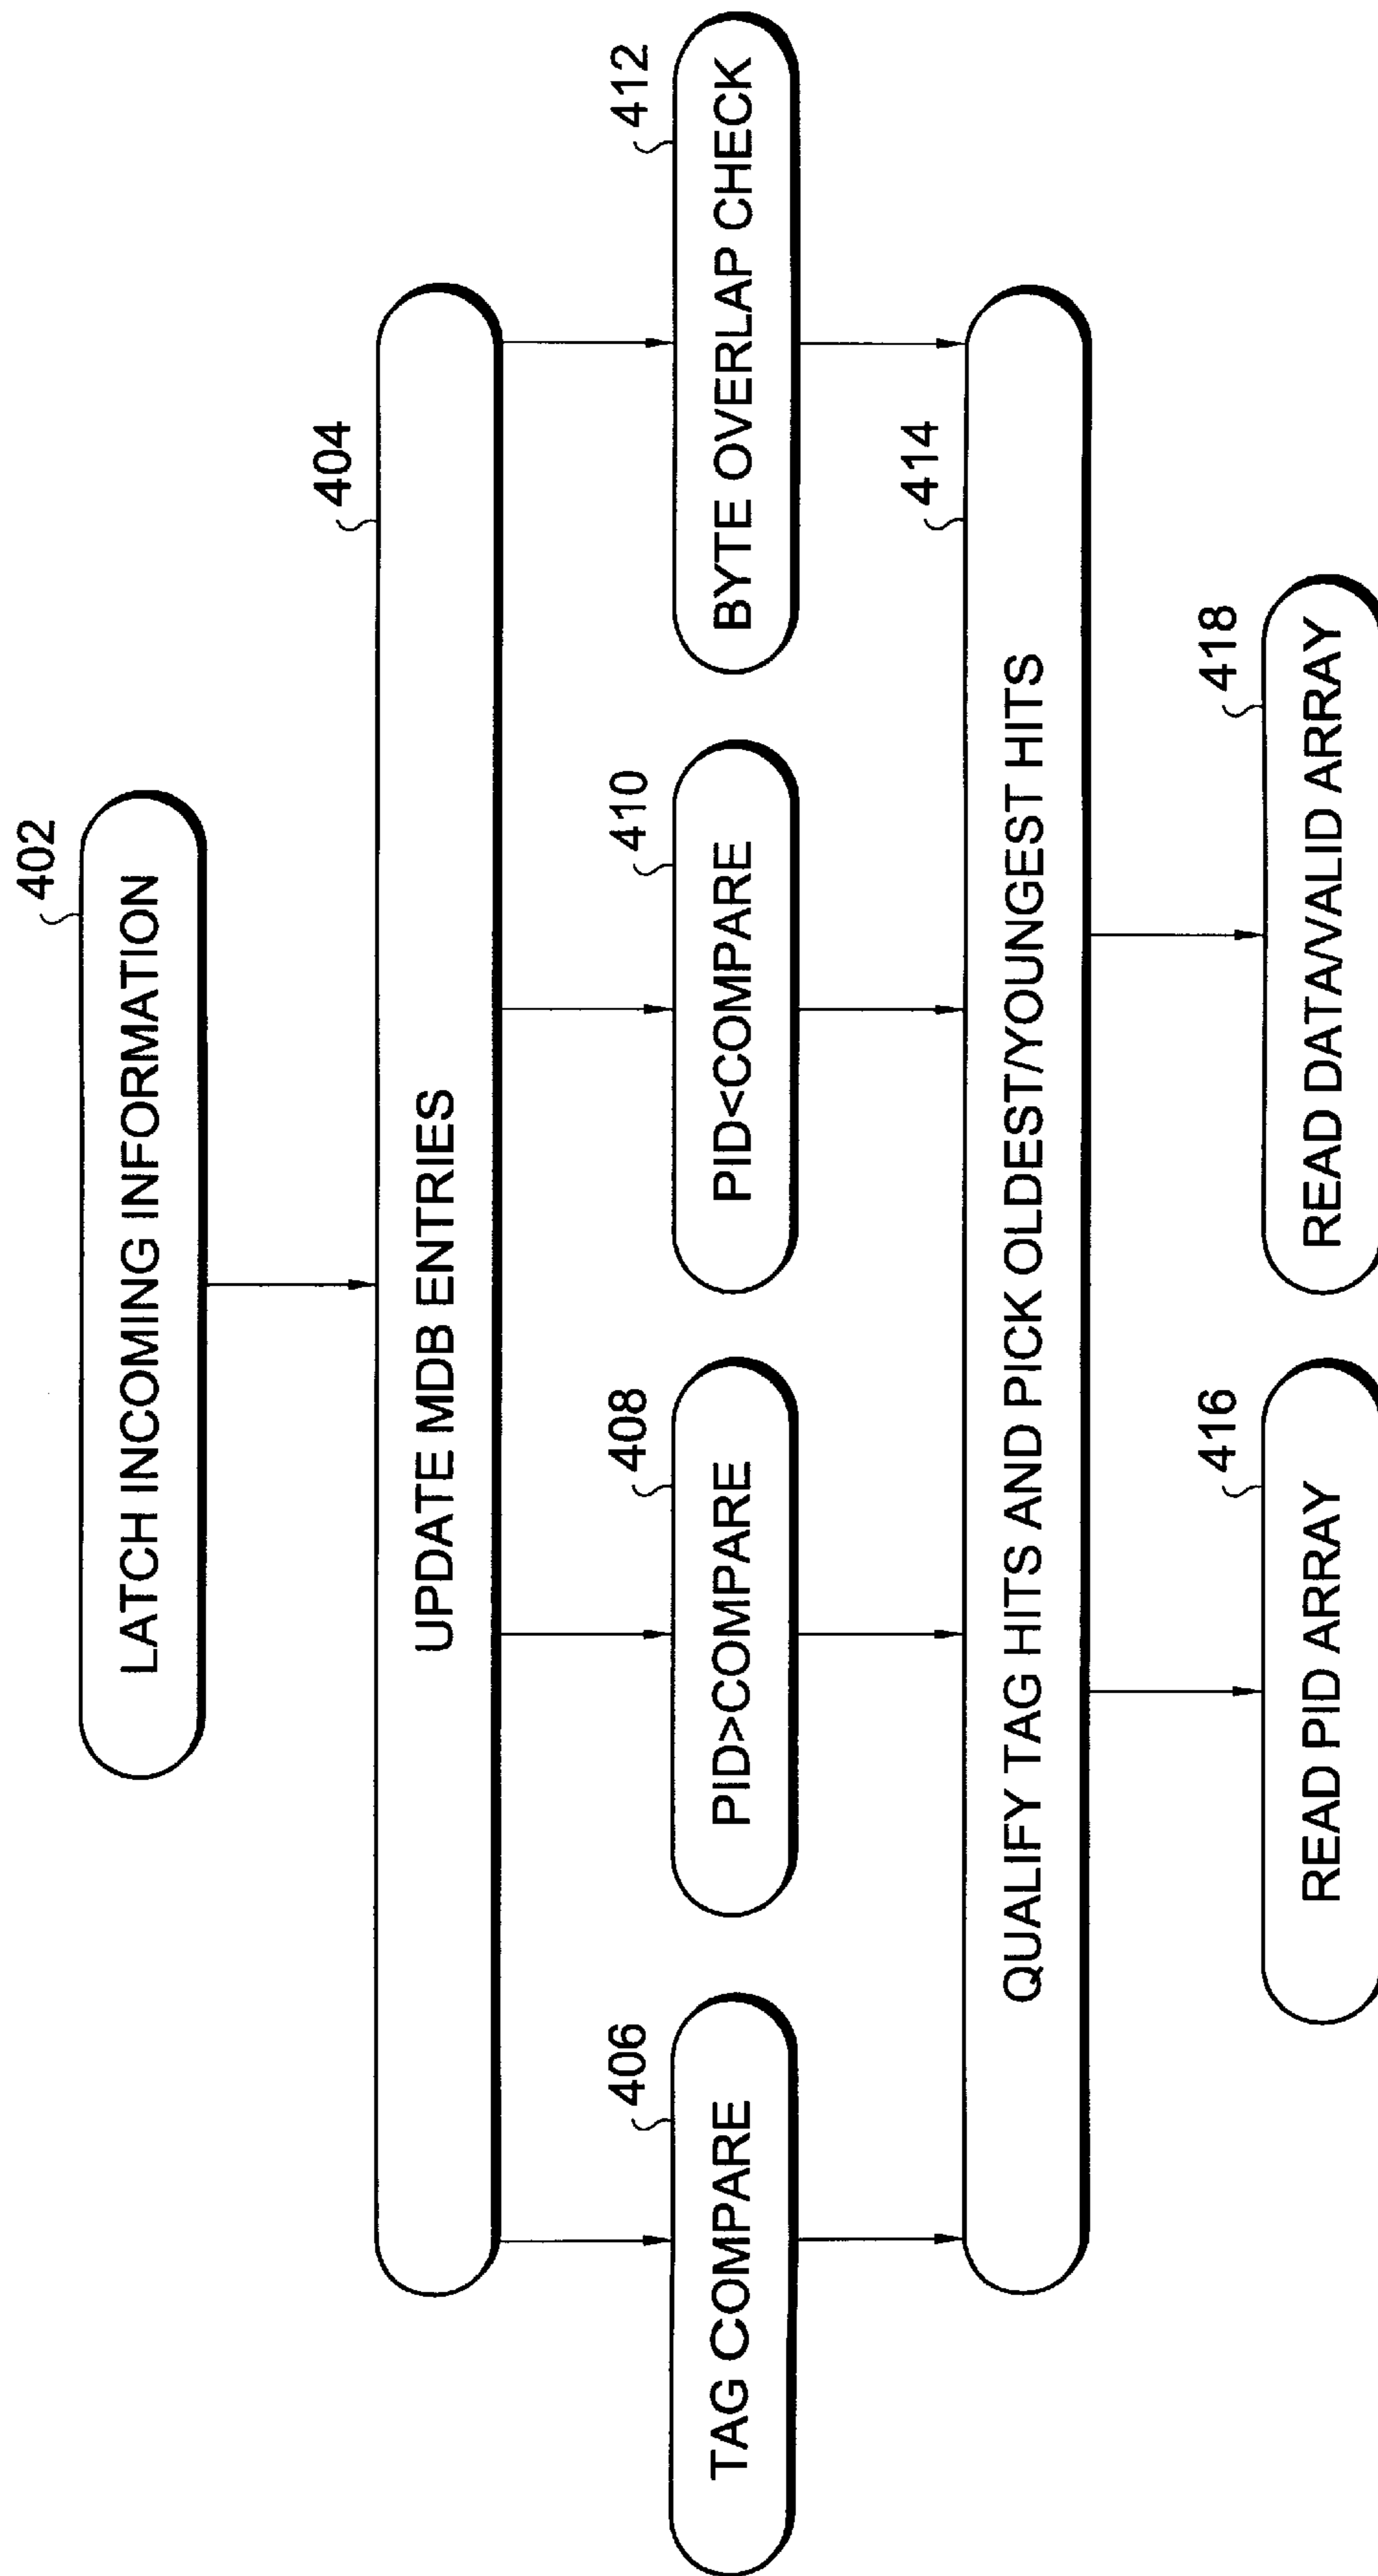 402
LATCH INCOMING INFORMATION
404
UPDATE MDB ENTRIES
406
TAG COMPARE
408
PID>COMPARE
410
PID<COMPARE
412
BYTE OVERLAP CHECK
414
QUALIFY TAG HITS AND PICK OLDEST/YOUNGEST HITS
416
READ PID ARRAY
418
READ DATA/VALID ARRAY